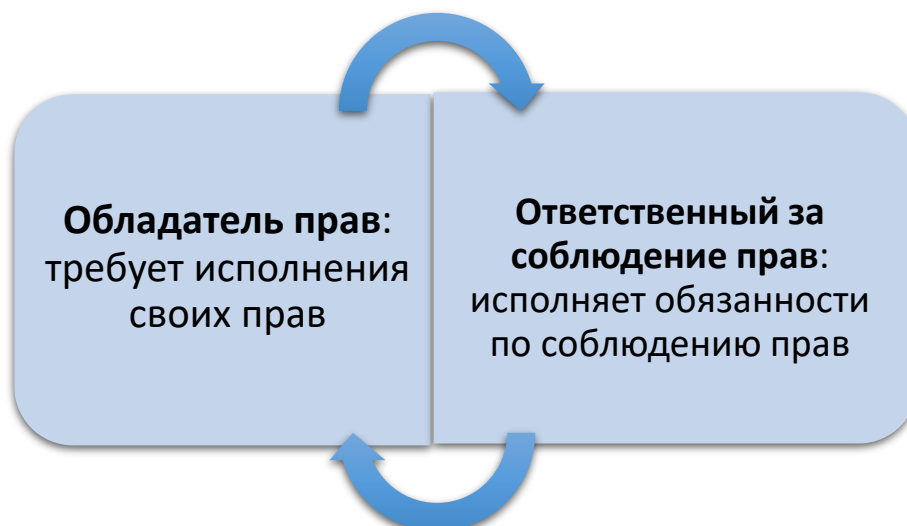 Обладатель прав:
требует исполнения
своих прав
Ответственный за
соблюдение прав:
исполняет обязанности
по соблюдению прав